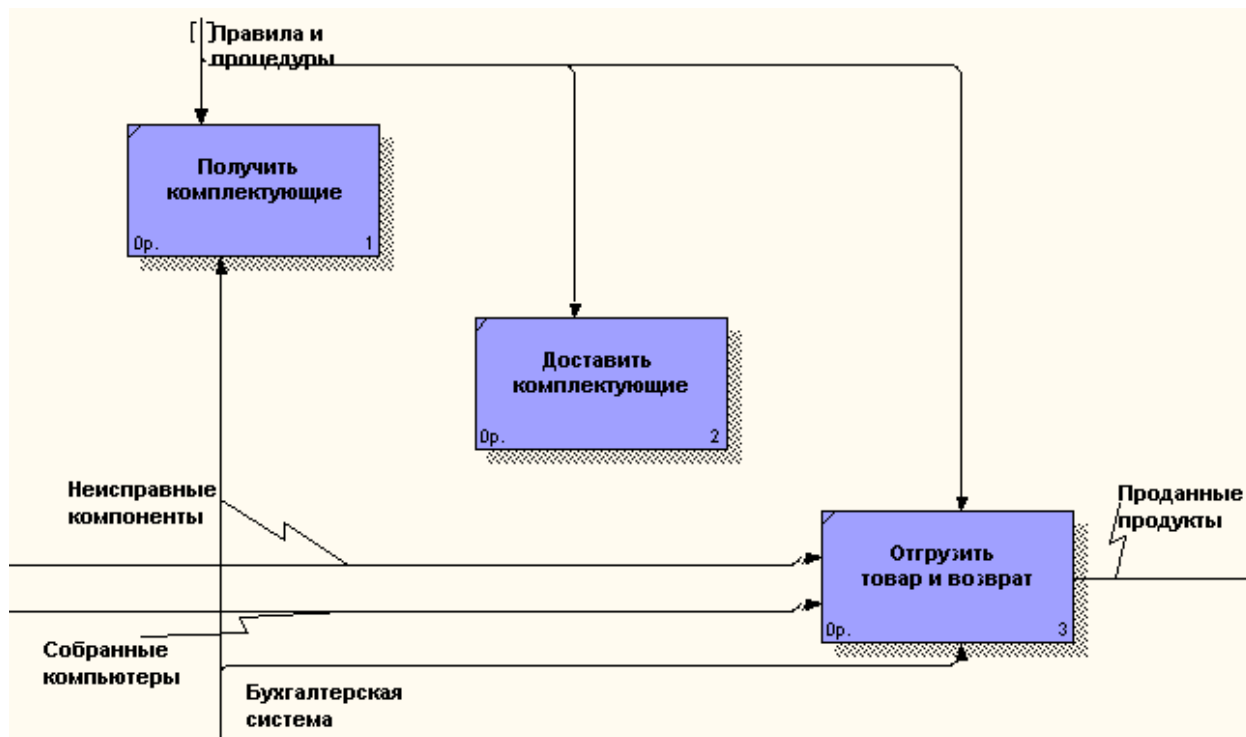 [ ]Правила и
процедуры
Получить
комплектующие
0р. 1
Доставить
комплектующие
0р. 2
Неисправные
компоненты
Проданные
продукты
Отгрузить
товар и возврат
0р. 3
Собранные
компьютеры
Бухгалтерская
система